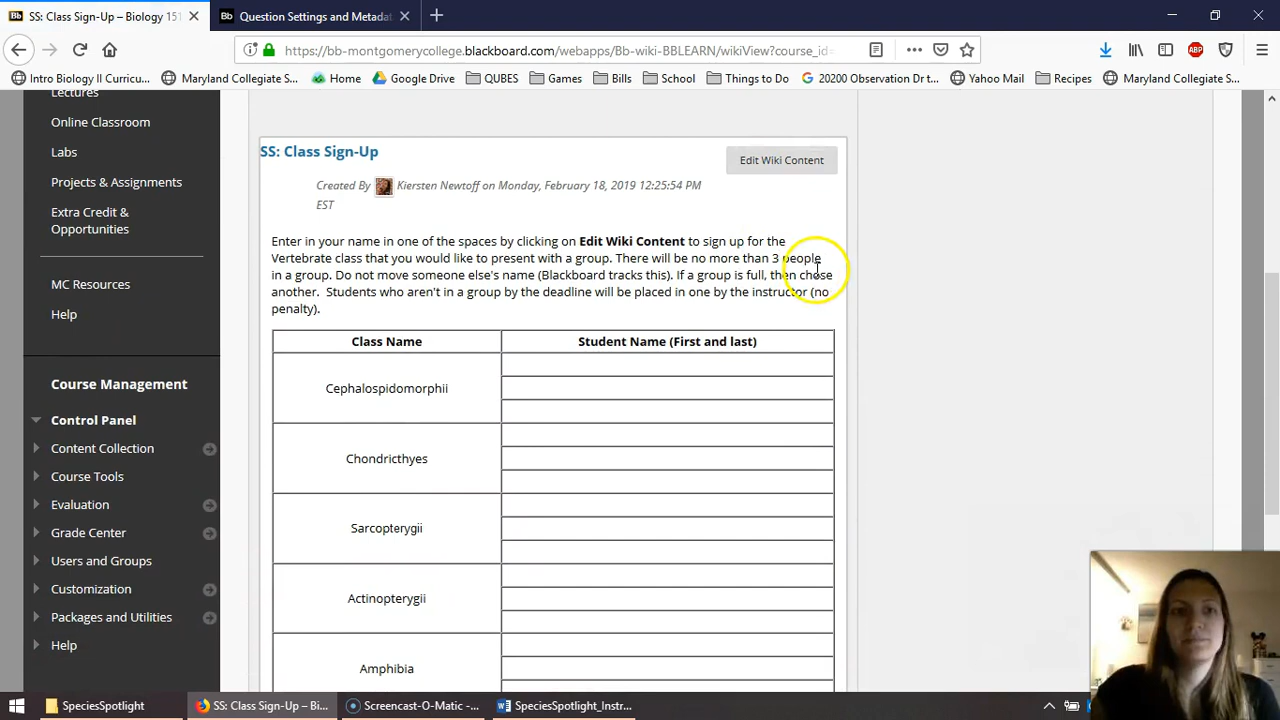 SS: Class Sign-Up – Biology 151
Question Settings and Metadat
https://bb-montgomerycollege.blackboard.com/webapps/Bb-wiki-BBLEARN/wikiView?course_id=
Intro Biology II Curricu... Maryland Collegiate S... Home Google Drive QUBES Games Bills School Things to Do 20200 Observation Dr t... Yahoo Mail Recipes Maryland Collegiate S...
Lectures
Online Classroom
Labs
Projects & Assignments
Extra Credit &
Opportunities
MC Resources
Help
Course Management
Control Panel
Content Collection
Course Tools
Evaluation
Grade Center
Users and Groups
Customization
Packages and Utilities
Help
SS: Class Sign-Up
Edit Wiki Content
Created By Kiersten Newtoff on Monday, February 18, 2019 12:25:54 PM
EST
Enter in your name in one of the spaces by clicking on Edit Wiki Content to sign up for the
Vertebrate class that you would like to present with a group. There will be no more than 3 people
in a group. Do not move someone else's name (Blackboard tracks this). If a group is full, then chose
another. Students who aren't in a group by the deadline will be placed in one by the instructor (no
penalty).
Class Name Student Name (First and last)
Cephalospidomorphii
Chondricthyes
Sarcopterygii
Actinopterygii
Amphibia
SpeciesSpotlight
SS: Class Sign-Up – Bi...
Screencast-O-Matic -...
SpeciesSpotlight_Instr...